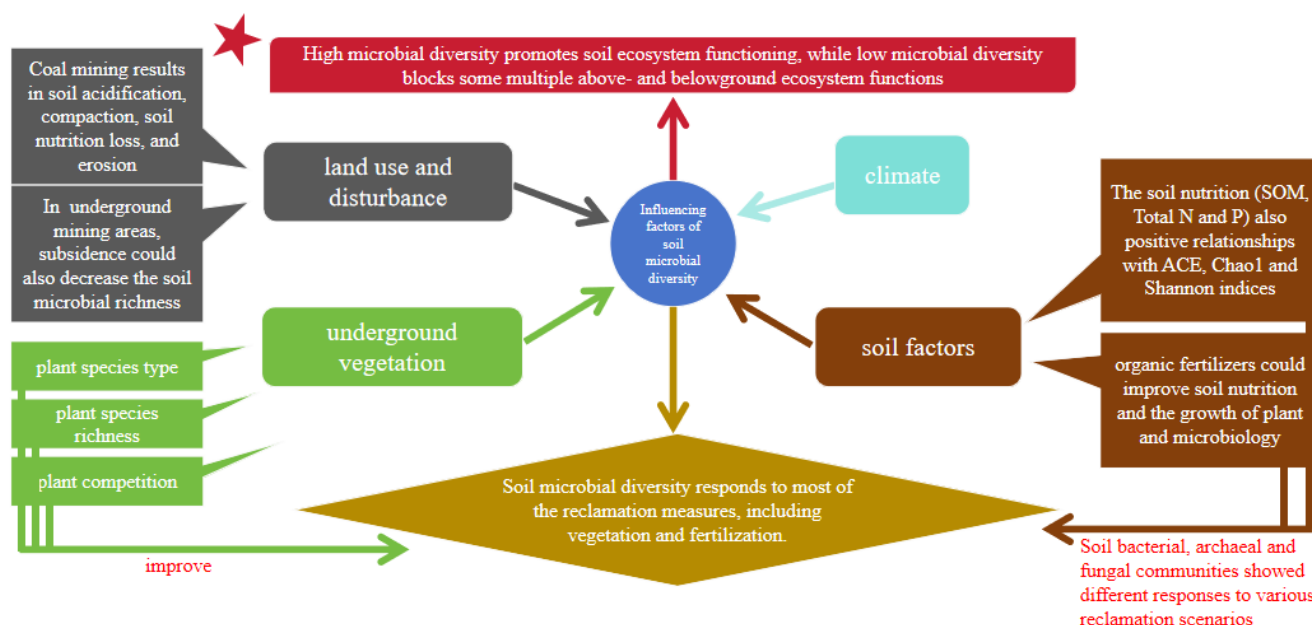 High microbial diversity promotes soil ecosystem functioning, while low microbial diversity
blocks some multiple above- and belowground ecosystem functions
Coal mining results
in soil acidification,
compaction, soil
nutrition loss, and
erosion
In underground
mining areas,
subsidence could
also decrease the soil
microbial richness
land use and
disturbance
climate
Influencing
factors of
soil
microbial
diversity
The soil nutrition (SOM,
Total N and P) also
positive relationships
with ACE, Chao1 and
Shannon indices
underground
vegetation
soil factors
plant species type
plant species
richness
plant competition
organic fertilizers could
improve soil nutrition
and the growth of plant
and microbiology
Soil microbial diversity responds to most of
the reclamation measures, including
vegetation and fertilization.
improve
Soil bacterial, archaeal and
fungal communities showed
different responses to various
reclamation scenarios